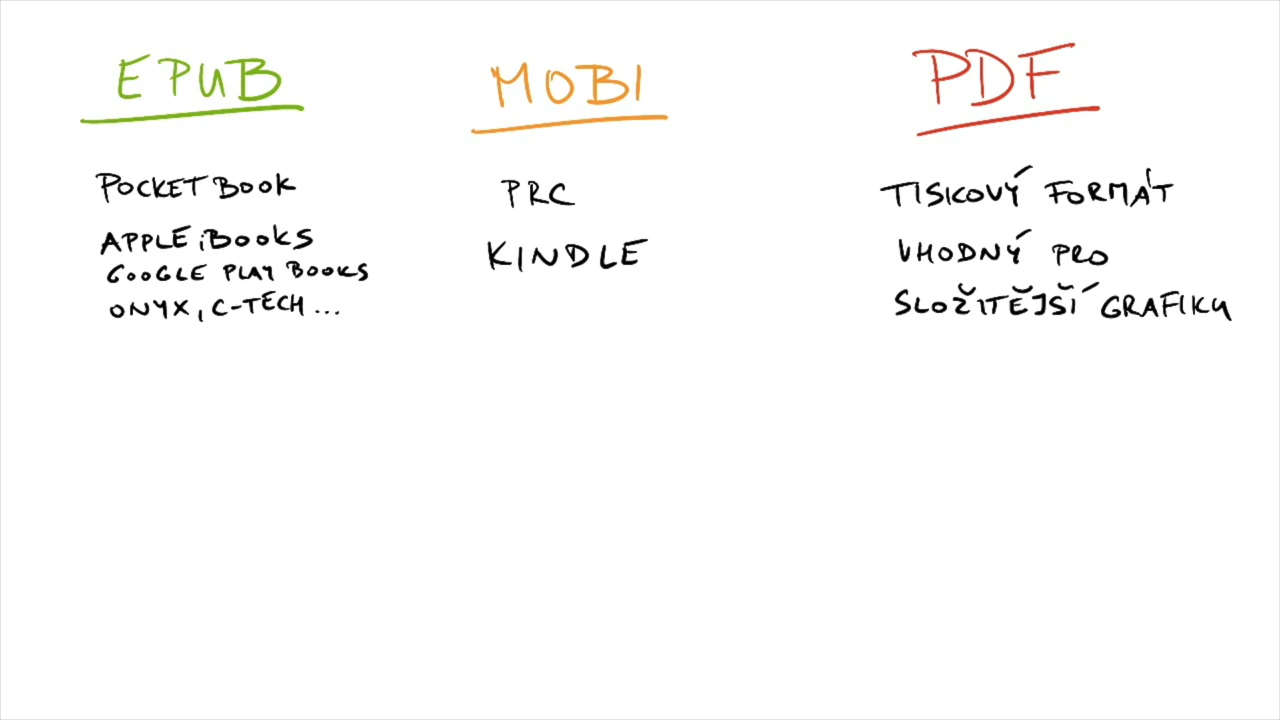 EPUB
POCKETBOOK
APPLE iBOOKS
GOOGLE PLAY BOOKS
ONYX, C-TECH...
MOBI
PRC
KINDLE
PDF
TISKOVÝ FORMÁT
VHODNÝ PRO
SLOŽITĚJŠÍ GRAFIKU